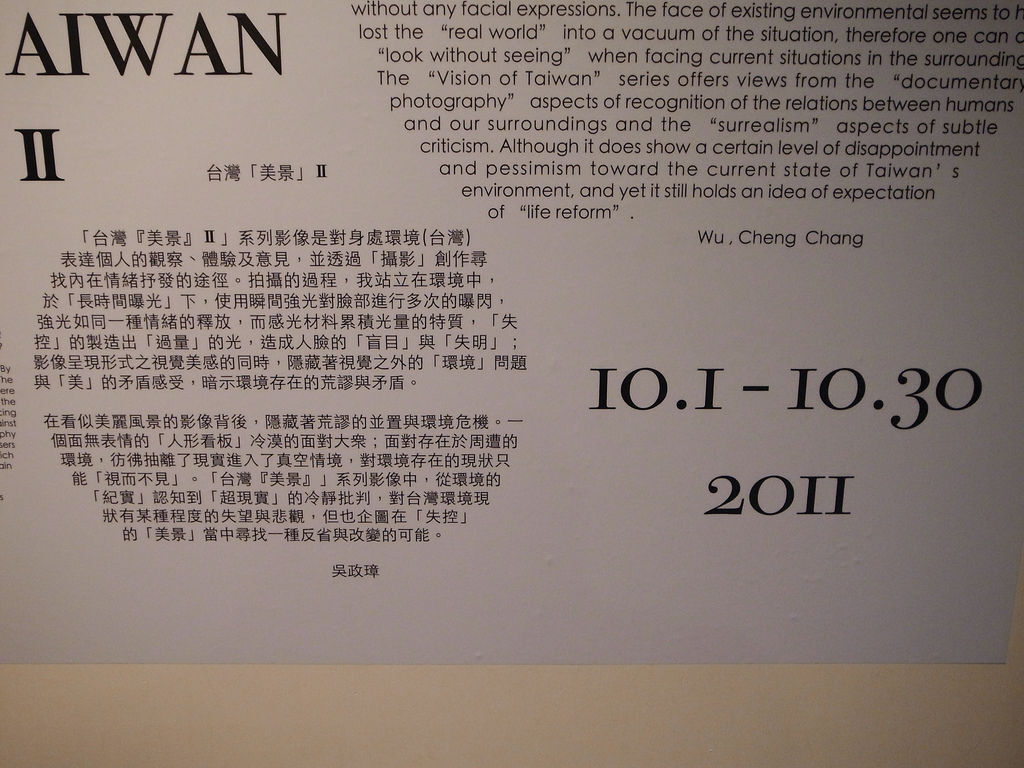 AIWAN
II
without any facial expressions. The face of existing environmental seems to
lost the “real world” into a vacuum of the situation, therefore one can
“look without seeing” when facing current situations in the surrounding
The “Vision of Taiwan” series offers views from the “documentary
photography” aspects of recognition of the relations between humans
and our surroundings and the “surrealism” aspects of subtle
criticism. Although it does show a certain level of disappointment
and pessimism toward the current state of Taiwan’ s
environment, and yet it still holds an idea of expectation
of “life reform” .
Wu , Cheng Chang
台灣「美景」II
「台灣『美景』II」系列影像是對身處環境(台灣)
表達個人的觀察、體驗及意見，並透過「攝影」創作尋
找內在情緒抒發的途徑。拍攝的過程，我站立在環境中，
於「長時間曝光」下，使用瞬間強光對臉部進行多次的曝閃，
強光如同一種情緒的釋放，而感光材料累積光量的特質，「失
控」的製造出「過量」的光，造成人臉的「盲目」與「失明」；
影像呈現形式之視覺美感的同時，隱藏著視覺之外的「環境」問題
與「美」的矛盾感受，暗示環境存在的荒謬與矛盾。
在看似美麗風景的影像背後，隱藏著荒謬的並置與環境危機。一
個面無表情的「人形看板」冷漠的面對大衆；面對存在於周遭的
環境，彷彿抽離了現實進入了真空情境，對環境存在的現狀只
能「視而不見」。「台灣『美景』」系列影像中，從環境的
「紀實」認知到「超現實」的冷靜批判，對台灣環境現
狀有某種程度的失望與悲觀，但也企圖在「失控」
的「美景」當中尋找一種反省與改變的可能。
吳政璋
10.1 – 10.30
2011
By
the